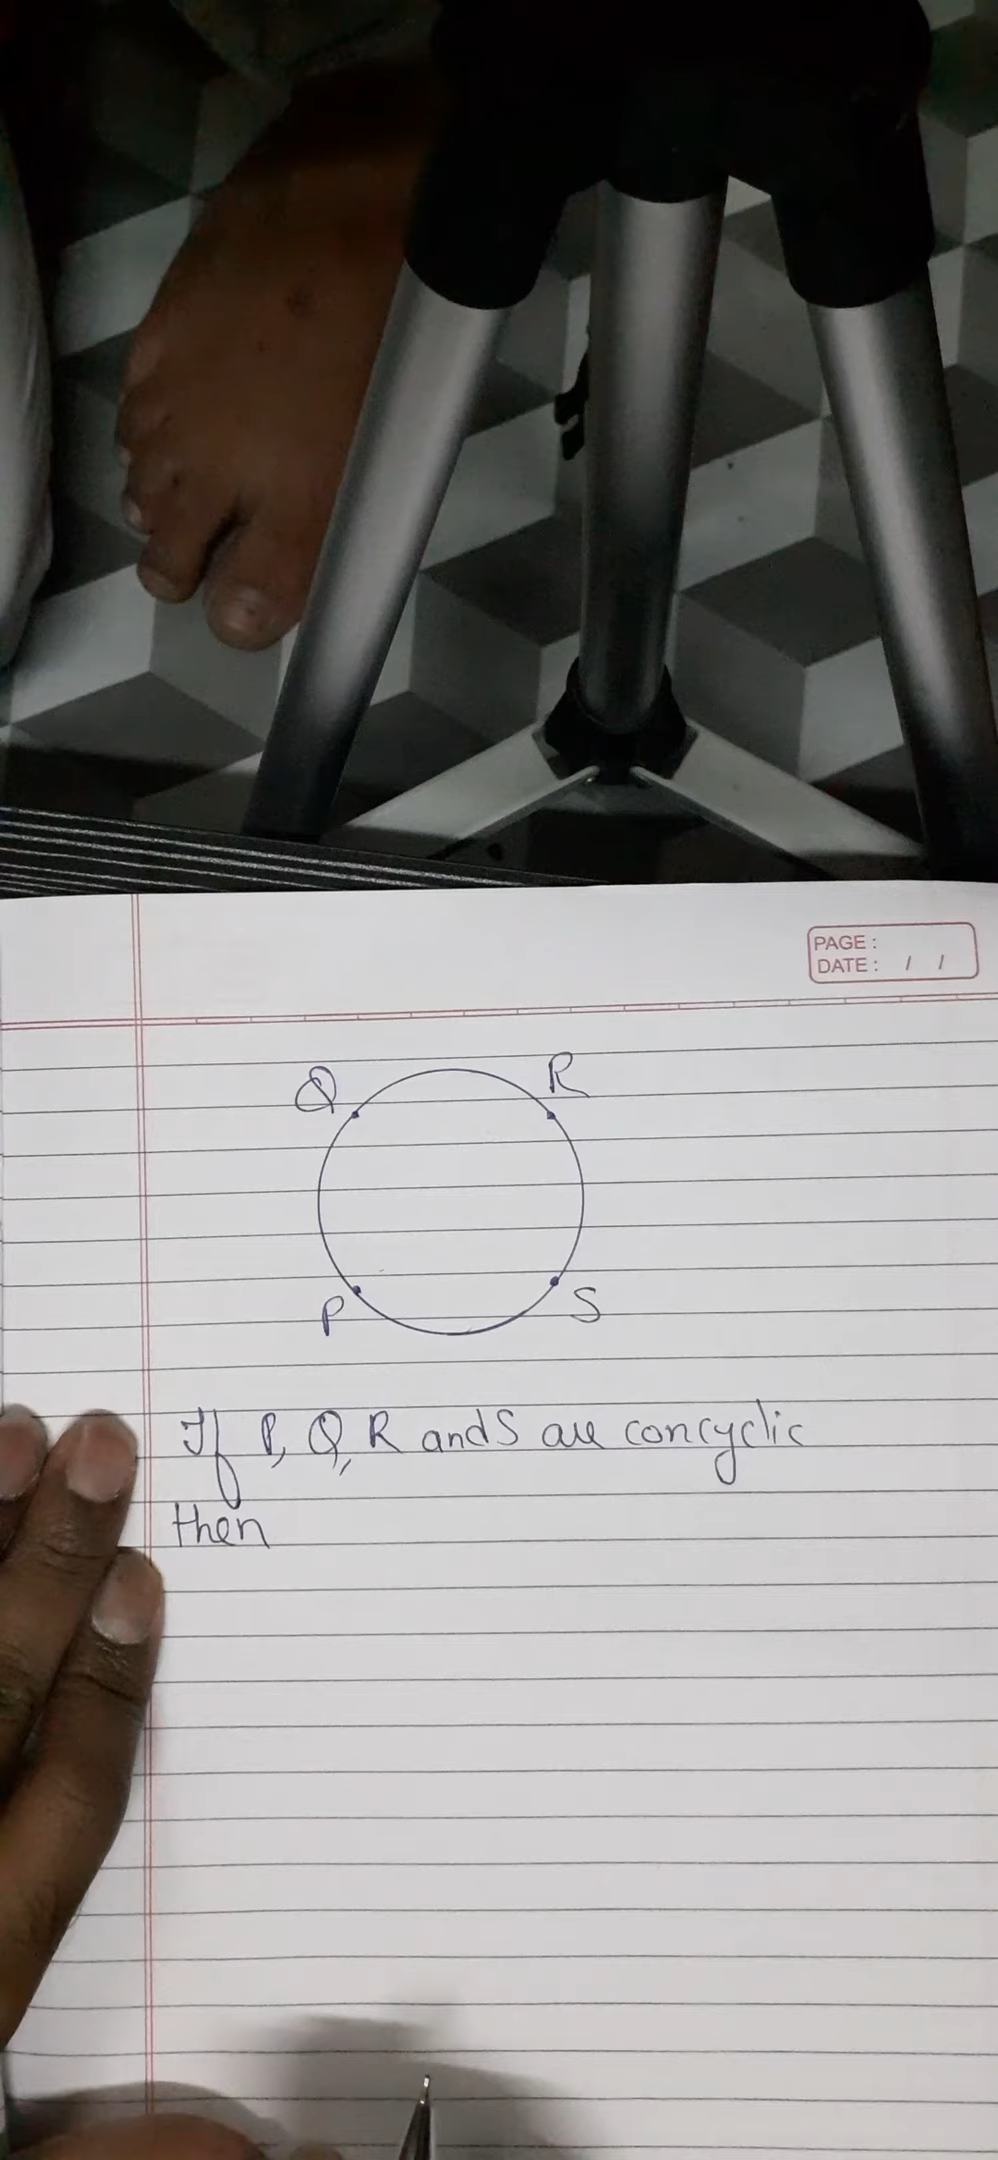 PAGE :
DATE : / /
Q R
P S
If P, Q, R and S are concyclic
then